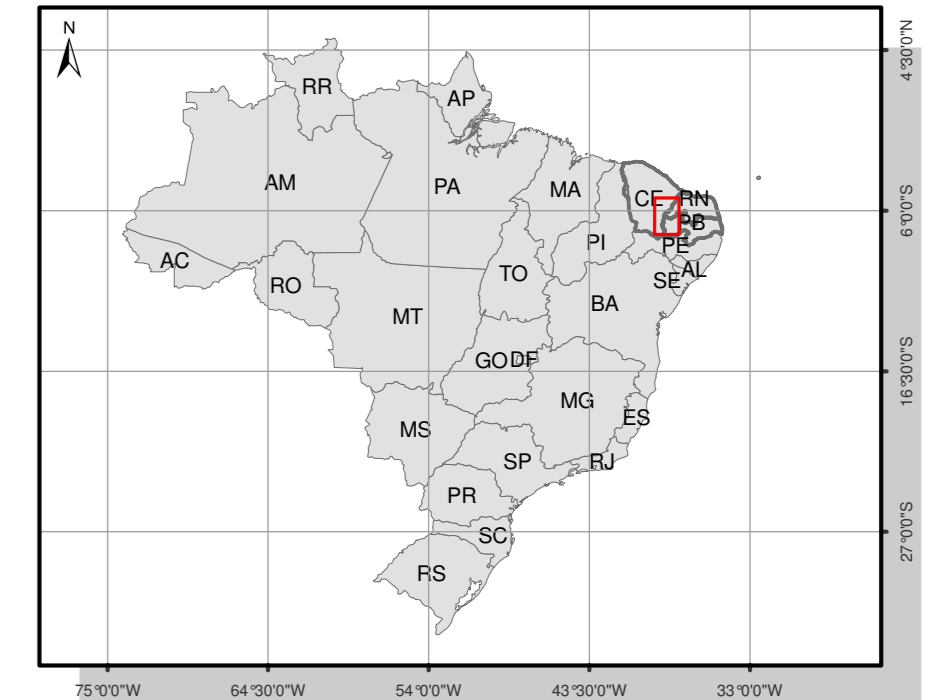 N
4°30'0"N
RR
AP
AM
PA
MA
CE
RN
6°0'0"S
PB
PI
PE
AC
TO
AL
RO
SE
BA
MT
GO
DF
16°30'0"S
MG
ES
MS
SP
RJ
PR
27°0'0"S
SC
RS
75°0'0"W
64°30'0"W
54°0'0"W
43°30'0"W
33°0'0"W